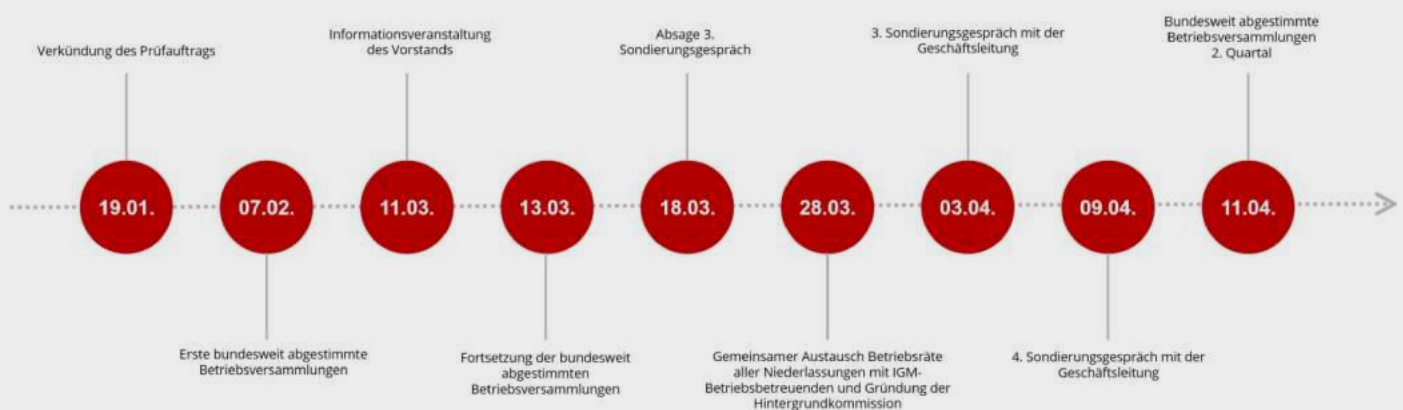 Verkündung des Prüfauftrags
Informationsveranstaltung
des Vorstands
Absage 3.
Sondierungsgespräch
3. Sondierungsgespräch mit der
Geschäftsleitung
Bundesweit abgestimmte
Betriebsversammlungen
2. Quartal
19.01.
07.02.
11.03.
13.03.
18.03.
28.03.
03.04.
09.04.
11.04.
Erste bundesweit abgestimmte
Betriebsversammlungen
Fortsetzung der bundesweit
abgestimmten
Betriebsversammlungen
Gemeinsamer Austausch Betriebsräte
aller Niederlassungen mit IGM-
Betriebsbetreuenden und Gründung der
Hintergrundkommission
4. Sondierungsgespräch mit der
Geschäftsleitung